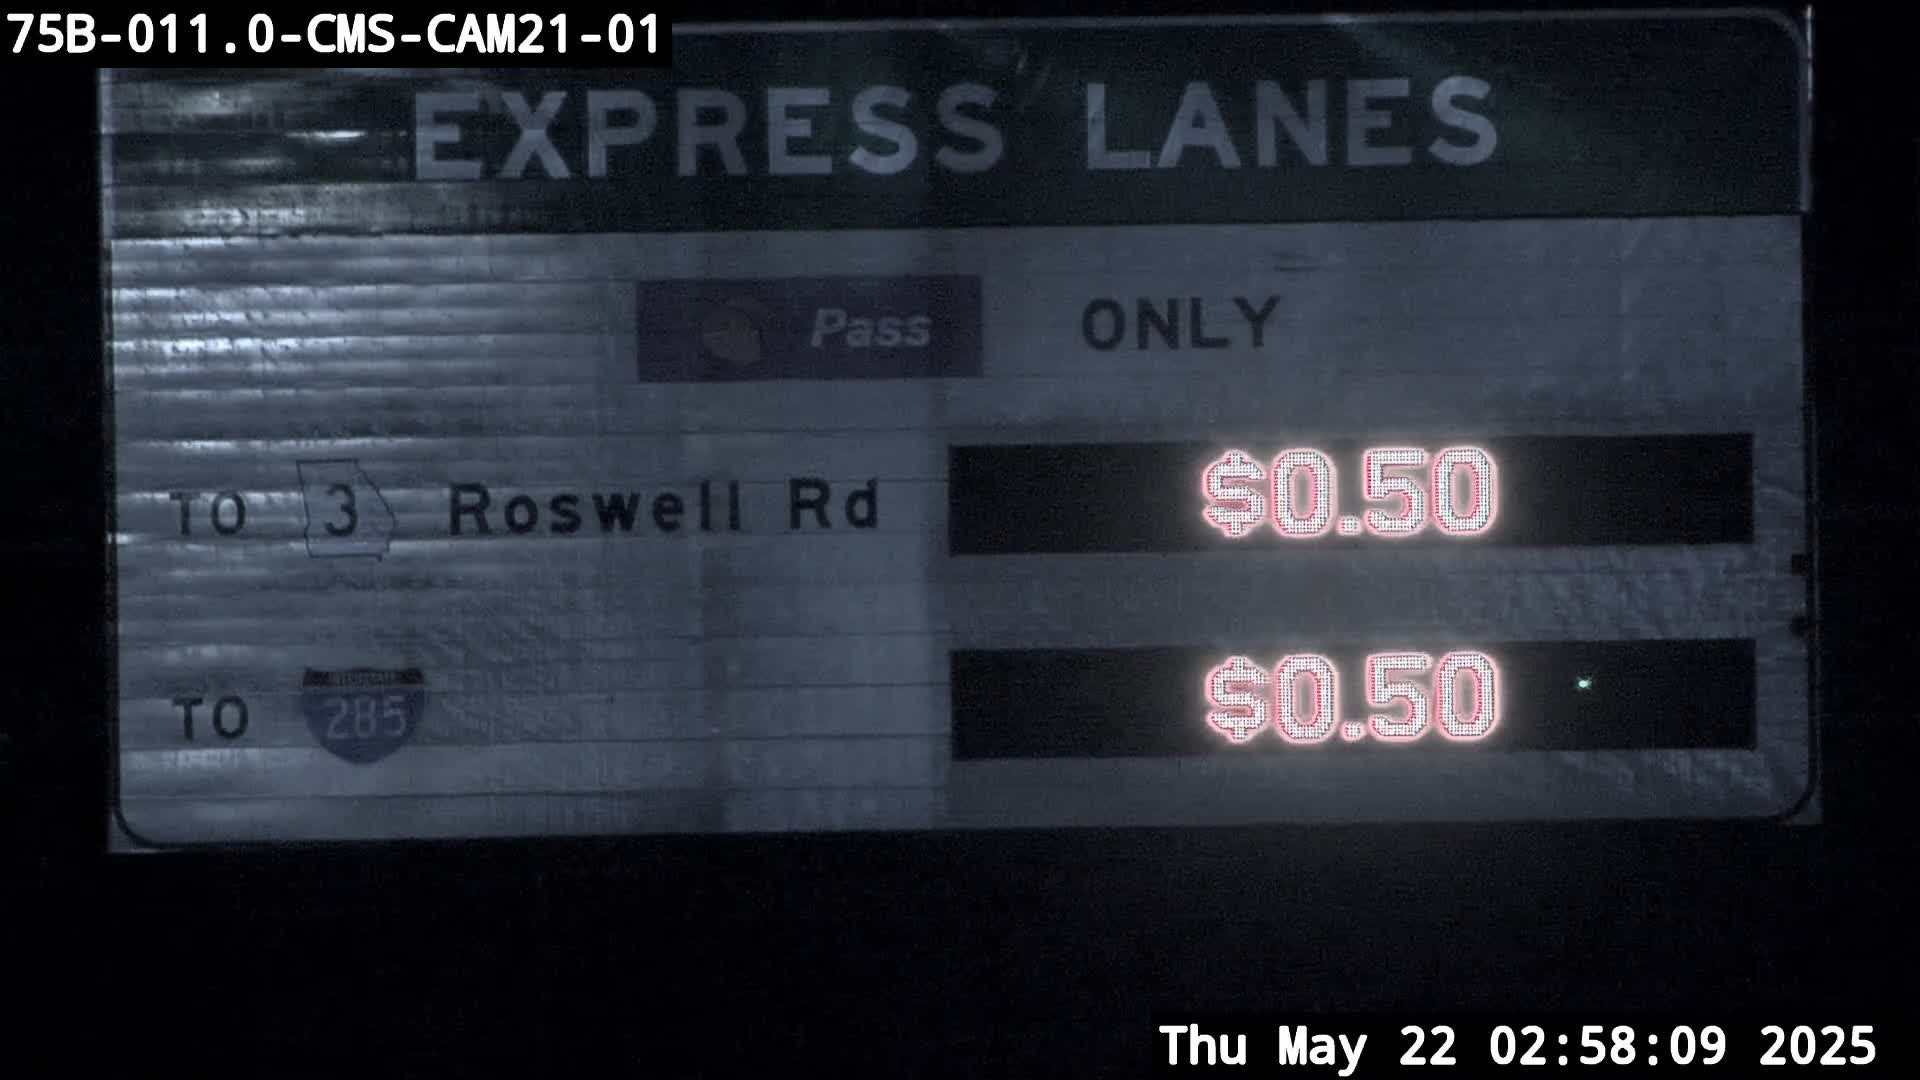 75B-011.0-CMS-CAM21-01
EXPRESS LANES
Pass ONLY
TO 3 Roswell Rd $0.50
TO 285 $0.50
Thu May 22 02:58:09 2025